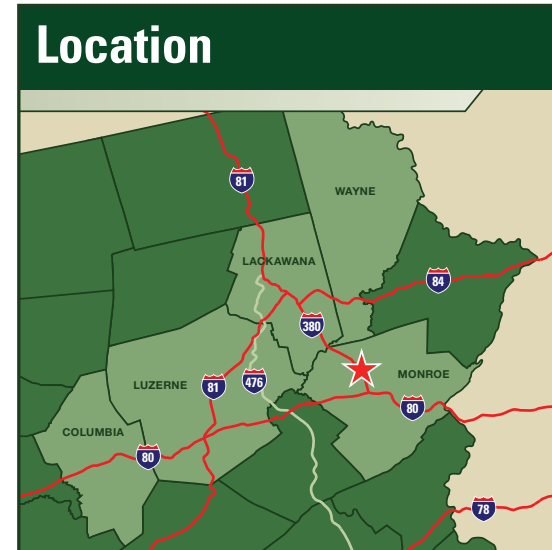 Location
81
WAYNE
LACKAWANA
84
380
MONROE
LUZERNE
81
476
80
COLUMBIA
80
78